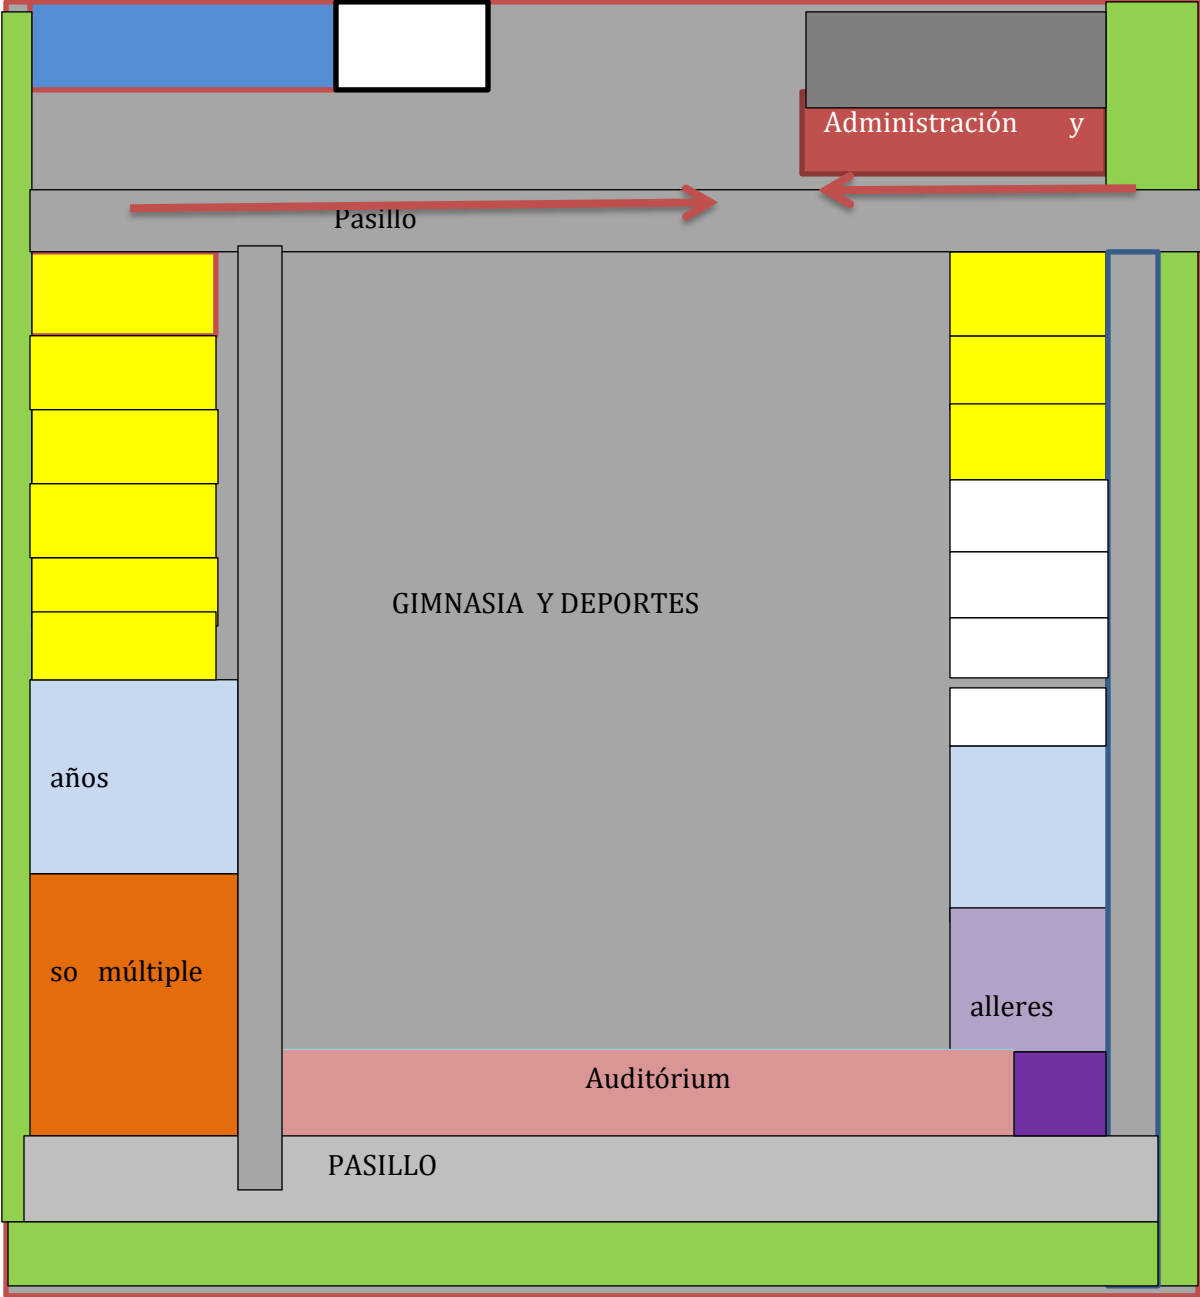 Administración y
Pasillo
GIMNASIA Y DEPORTES
años
so múltiple
alleres
Auditórium
PASILLO